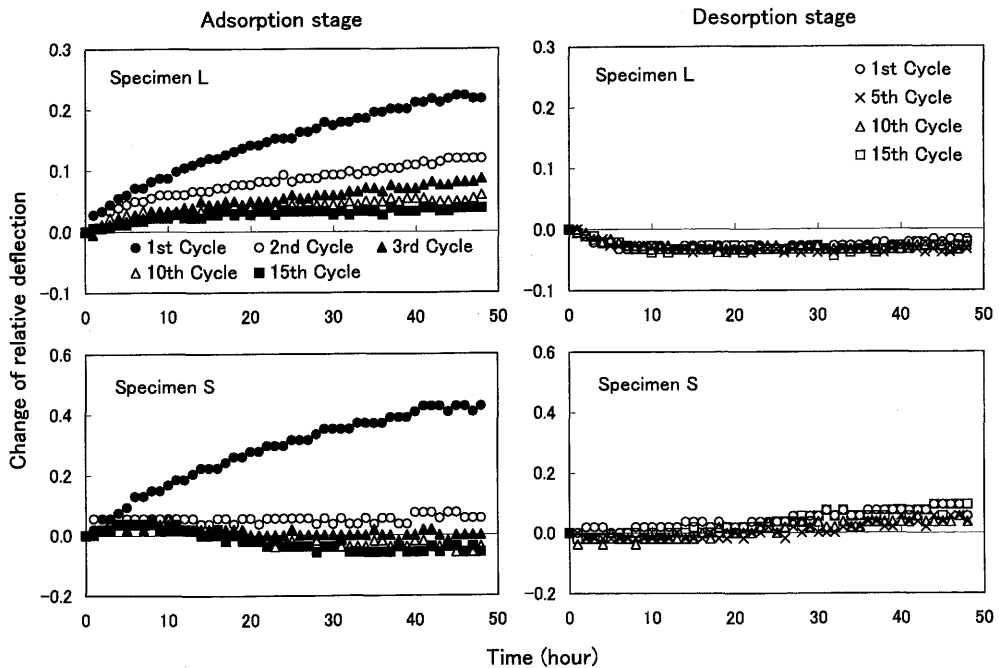 Adsorption stage
Desorption stage
Change of relative deflection
0.3
0.2
0.1
0.0
-0.1
Specimen L
● 1st Cycle ○ 2nd Cycle ▲ 3rd Cycle
△ 10th Cycle ■ 15th Cycle
0 10 20 30 40 50
0.3
0.2
0.1
-0.0
-0.1
Specimen L
○ 1st Cycle
× 5th Cycle
△ 10th Cycle
□ 15th Cycle
0 10 20 30 40 50
0.6
0.4
0.2
0.0
-0.2
Specimen S
0 10 20 30 40 50
0.6
0.4
0.2
0.0
-0.2
Specimen S
0 10 20 30 40 50
Time (hour)